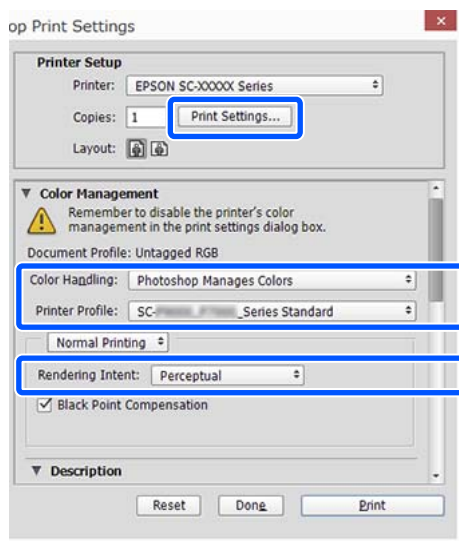 op Print Settings
Printer Setup
Printer: EPSON SC-XXXXX Series
Copies: 1 Print Settings...
Layout:
Color Management
Remember to disable the printer's color
management in the print settings dialog box.
Document Profile: Untagged RGB
Color Handling: Photoshop Manages Colors
Printer Profile: SC- _Series Standard
Normal Printing
Rendering Intent: Perceptual
Black Point Compensation
Description
Reset Done Print